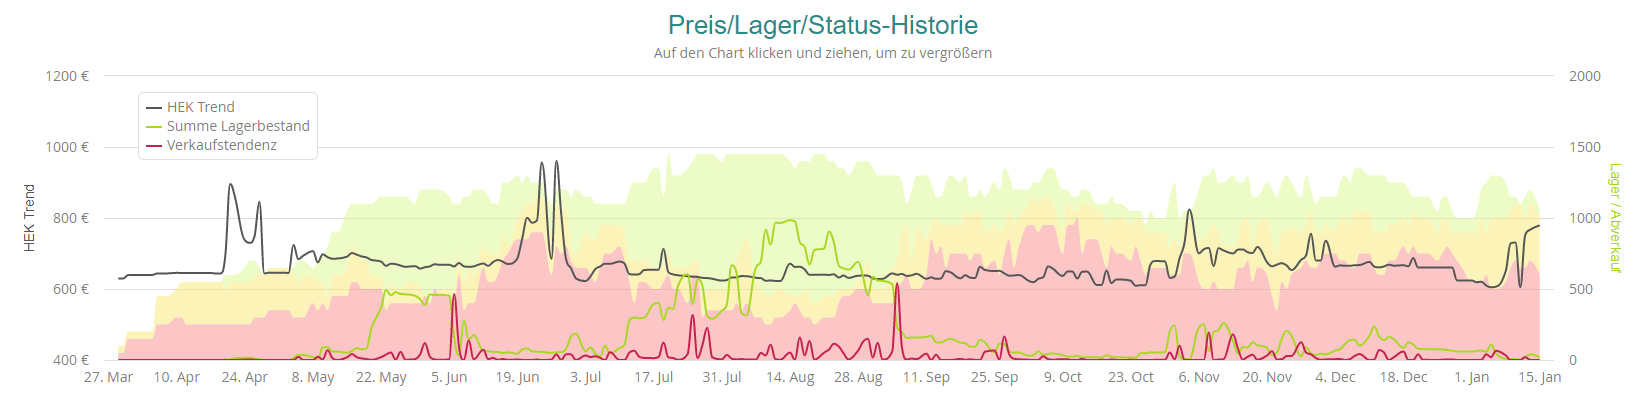 Preis/Lager/Status-Historie
Auf den Chart klicken und ziehen, um zu vergrößern
1200 €
1000 €
800 €
600 €
400 €
HEK Trend
HEK Trend
Summe Lagerbestand
Verkaufstendenz
2000
1500
1000
500
0
Lager / Abverkauf
27. Mar 10. Apr 24. Apr 8. May 22. May 5. Jun 19. Jun 3. Jul 17. Jul 31. Jul 14. Aug 28. Aug 11. Sep 25. Sep 9. Oct 23. Oct 6. Nov 20. Nov 4. Dec 18. Dec 1. Jan 15. Jan